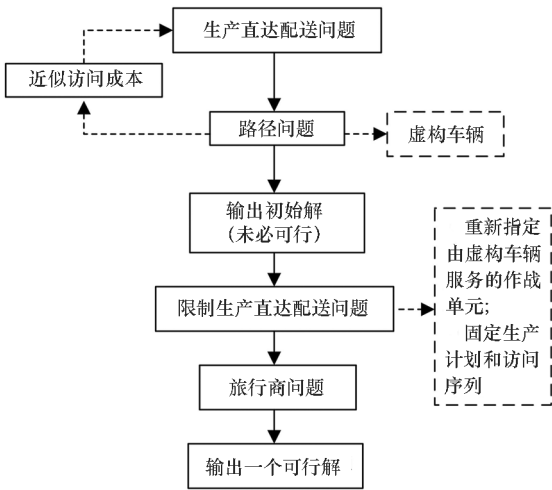 生产直达配送问题
近似访问成本
路径问题
虚构车辆
输出初始解
(未必可行)
重新指定
由虚构车辆
服务的作战
单元;
固定生产
计划和访问
序列
限制生产直达配送问题
旅行商问题
输出一个可行解